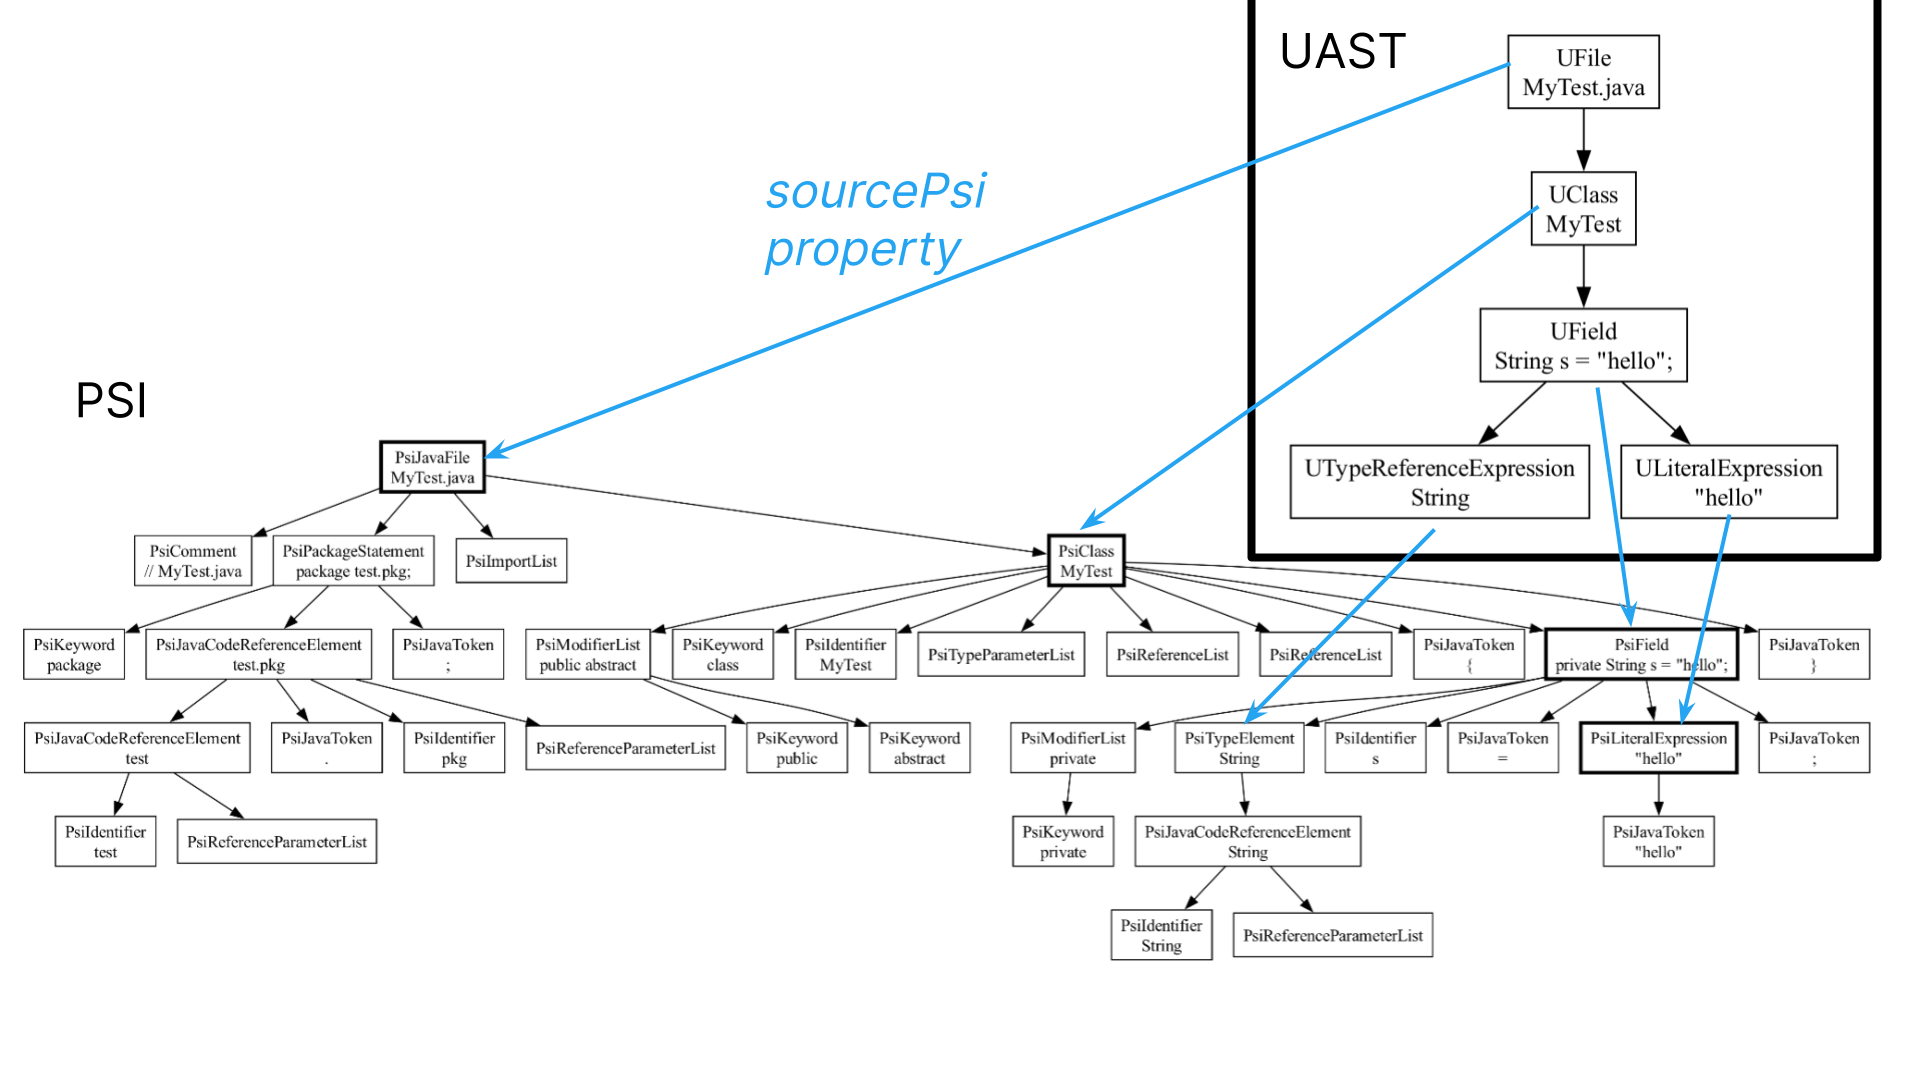 UAST
UFile
MyTest.java
UClass
MyTest
sourcePsi
property
UField
String s = "hello";
PSI
UTypeReferenceExpression
String
ULiteralExpression
"hello"
PsiJavaFile
MyTest.java
PsiComment
// MyTest.java
PsiPackageStatement
package test.pkg;
PsiImportList
PsiClass
MyTest
PsiKeyword
package
PsiJavaCodeReferenceElement
test.pkg
PsiJavaToken
;
PsiModifierList
public abstract
PsiKeyword
class
PsiIdentifier
MyTest
PsiTypeParameterList
PsiReferenceList
PsiReferenceList
PsiJavaToken
{
PsiField
private String s = "hello";
PsiJavaToken
}
PsiJavaCodeReferenceElement
test
PsiJavaToken
.
PsiIdentifier
pkg
PsiReferenceParameterList
PsiKeyword
public
PsiKeyword
abstract
PsiModifierList
private
PsiTypeElement
String
PsiIdentifier
s
PsiJavaToken
=
PsiLiteralExpression
"hello"
PsiJavaToken
;
PsiIdentifier
test
PsiReferenceParameterList
PsiKeyword
private
PsiJavaCodeReferenceElement
String
PsiJavaToken
"hello"
PsiIdentifier
String
PsiReferenceParameterList